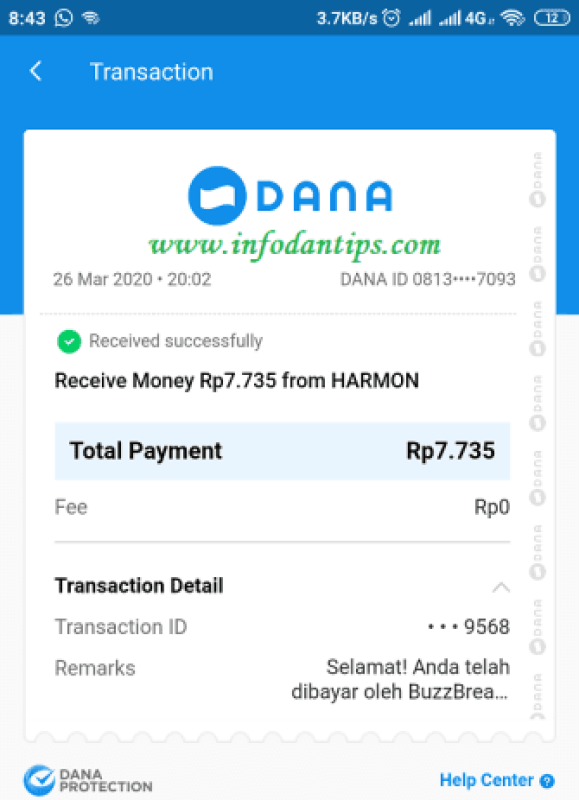 8:43 3.7KB/s 4G 12
Transaction
DANA
www.infodantips.com
26 Mar 2020 • 20:02 DANA ID 0813••••7093
Received successfully
Receive Money Rp7.735 from HARMON
Total Payment Rp7.735
Fee Rp0
Transaction Detail
Transaction ID • • • 9568
Remarks Selamat! Anda telah
dibayar oleh BuzzBrea...
DANA
DANA
DANA
DANA
DANA
DANA
DANA
DANA
DANA
PROTECTION
Help Center ?